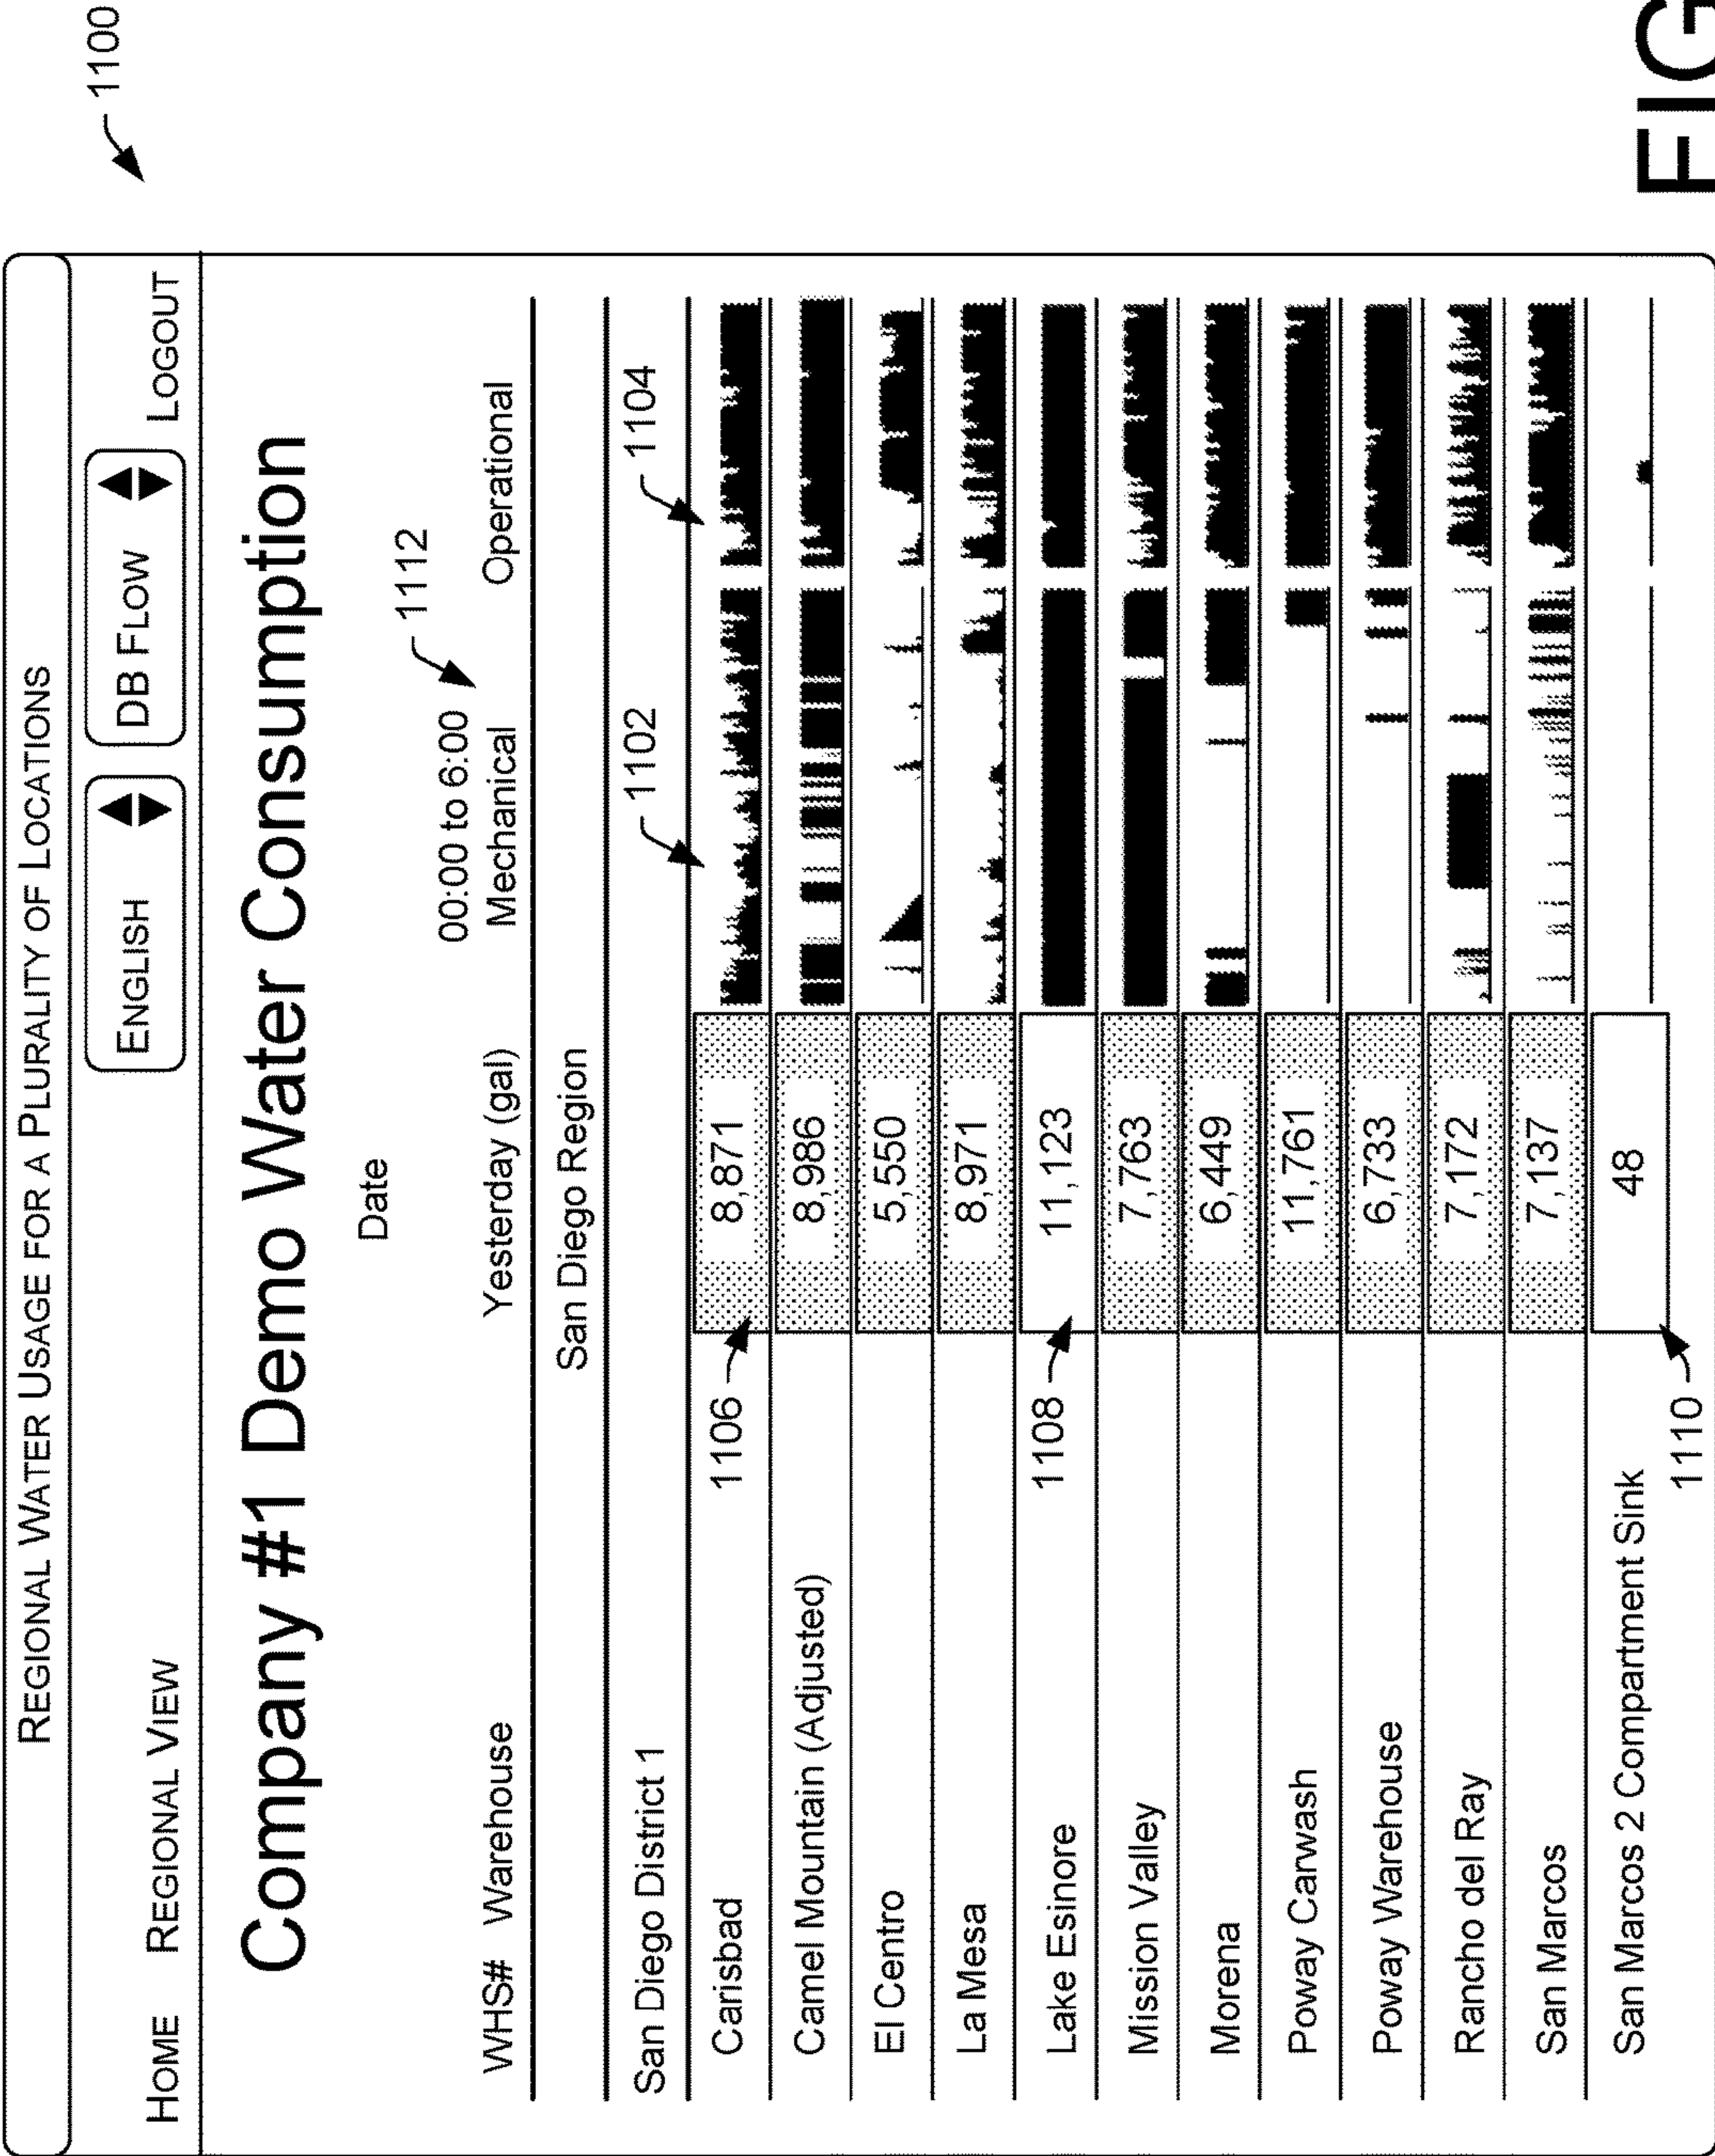 REGIONAL WATER USAGE FOR A PLURALITY OF LOCATIONS
1100
HOME REGIONAL VIEW ENGLISH DB FLOW LOGOUT
Company #1 Demo Water Consumption
Date
1112
00:00 to 6:00
WHS# Warehouse Yesterday (gal) Mechanical Operational
San Diego Region
San Diego District 1 1102 1104
Carisbad 1106 8,871
Camel Mountain (Adjusted) 8,986
El Centro 5,550
La Mesa 8,971
Lake Esinore 1108 11,123
Mission Valley 7,763
Morena 6,449
Poway Carwash 11,761
Poway Warehouse 6,733
Rancho del Ray 7,172
San Marcos 7,137
San Marcos 2 Compartment Sink 48
1110
FIG